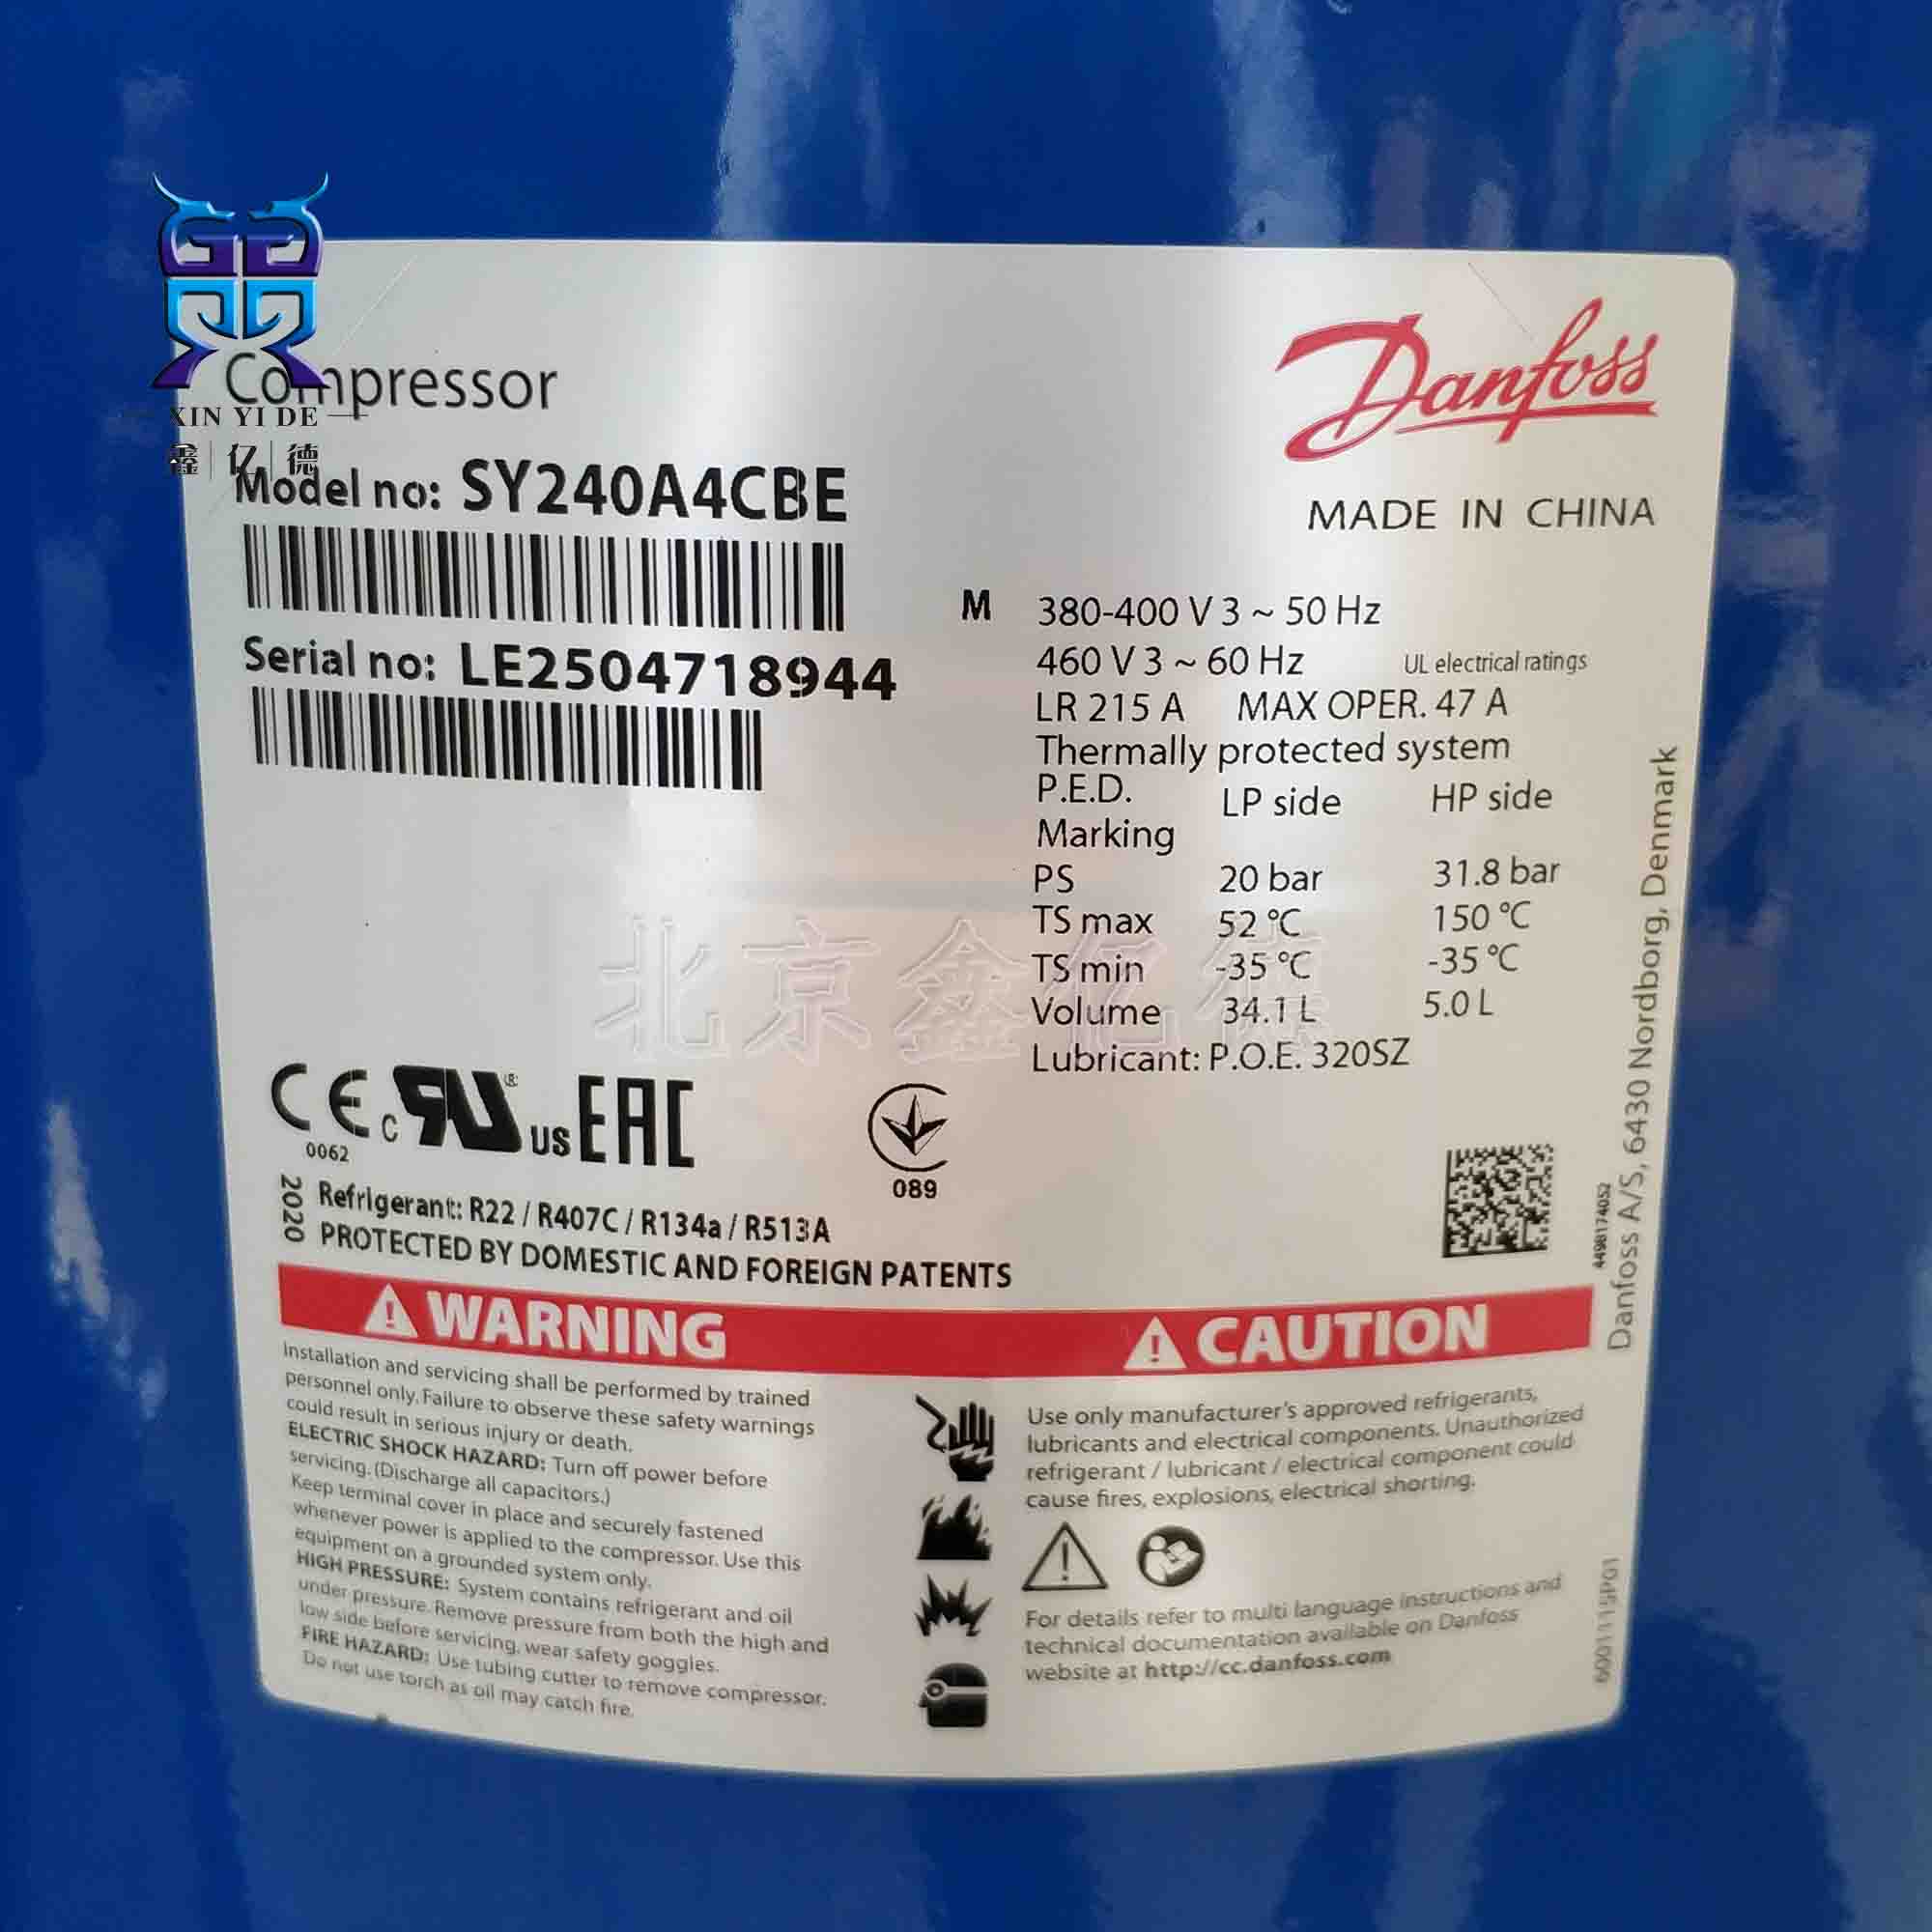 Compressor
Danfoss
XIN YI DE
鑫 亿 德
MADE IN CHINA
Model no: SY240A4CBE
Serial no: LE2504718944
M 380-400 V 3 ~ 50 Hz
460 V 3 ~ 60 Hz UL electrical ratings
LR 215 A MAX OPER. 47 A
Thermally protected system
P.E.D. LP side HP side
Marking
PS 20 bar 31.8 bar
TS max 52 °C 150 °C
TS min -35 °C -35 °C
Volume 34.1 L 5.0 L
Lubricant: P.O.E. 320SZ
北京鑫亿德
CE 0062
c RU ® us
EAC
089
2020
Refrigerant: R22 / R407C / R134a / R513A
PROTECTED BY DOMESTIC AND FOREIGN PATENTS
449B174052
Danfoss A/S, 6430 Nordborg, Denmark
WARNING
Installation and servicing shall be performed by trained
personnel only. Failure to observe these safety warnings
could result in serious injury or death.
ELECTRIC SHOCK HAZARD: Turn off power before
servicing. (Discharge all capacitors.)
Keep terminal cover in place and securely fastened
whenever power is applied to the compressor. Use this
equipment on a grounded system only.
HIGH PRESSURE: System contains refrigerant and oil
under pressure. Remove pressure from both the high and
low side before servicing, wear safety goggles.
FIRE HAZARD: Use tubing cutter to remove compressor.
Do not use torch as oil may catch fire.
CAUTION
Use only manufacturer's approved refrigerants,
lubricants and electrical components. Unauthorized
refrigerant / lubricant / electrical component could
cause fires, explosions, electrical shorting.
For details refer to multi language instructions and
technical documentation available on Danfoss
website at http://cc.danfoss.com